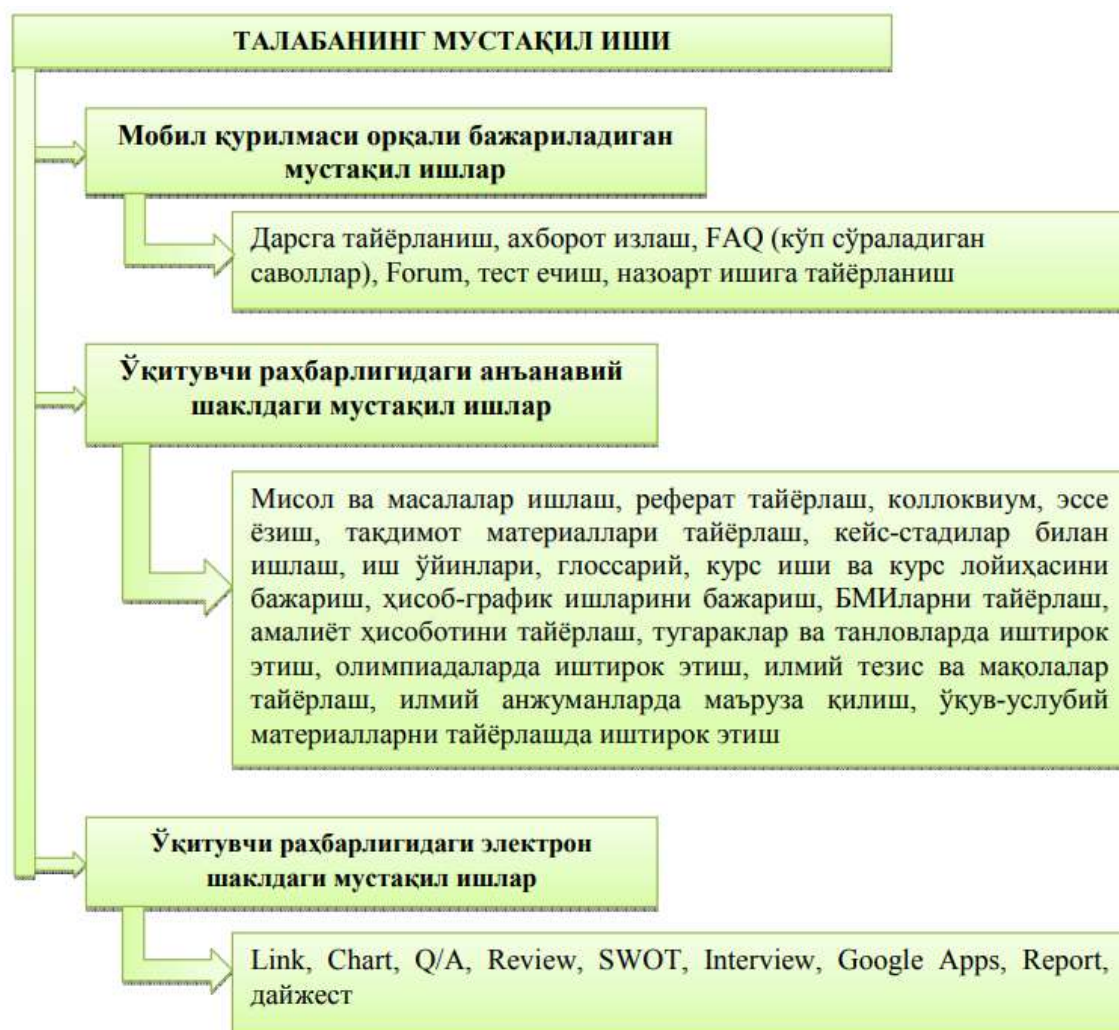 ТАЛАБАНИНГ МУСТАҚИЛ ИШИ
Мобил қурилмаси орқали бажариладиган
мустақил ишлар
Дарсга тайёрланиш, ахборот излаш, FAQ (кўп сўраладиган
саволлар), Forum, тест ечиш, назоарт ишига тайёрланиш
Ўқитувчи раҳбарлигидаги анъанавий
шаклдаги мустақил ишлар
Мисол ва масалалар ишлаш, реферат тайёрлаш, коллоквиум, эссе
ёзиш, тақдимот материаллари тайёрлаш, кейс-стадилар билан
ишлаш, иш ўйинлари, глоссарий, курс иши ва курс лойиҳасини
бажариш, ҳисоб-график ишларини бажариш, БМИларни тайёрлаш,
амалиёт ҳисоботини тайёрлаш, тугараклар ва танловларда иштирок
этиш, олимпиадаларда иштирок этиш, илмий тезис ва мақолалар
тайёрлаш, илмий анжуманларда маъруза қилиш, ўқув-услубий
материалларни тайёрлашда иштирок этиш
Ўқитувчи раҳбарлигидаги электрон
шаклдаги мустақил ишлар
Link, Chart, Q/A, Review, SWOT, Interview, Google Apps, Report,
дайжест